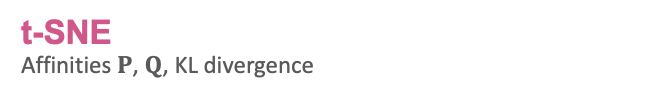 t-SNE
Affinities P, Q, KL divergence